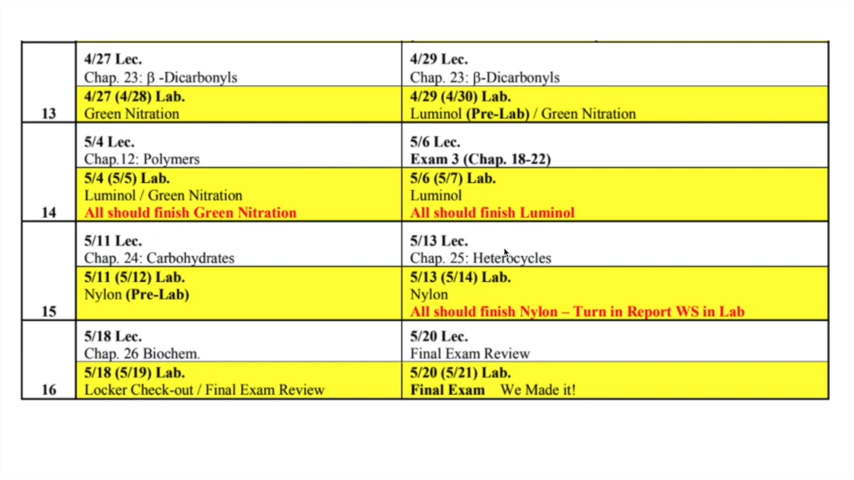 4/27 Lec.
Chap. 23: β -Dicarbonyls
4/29 Lec.
Chap. 23: β-Dicarbonyls
13
4/27 (4/28) Lab.
Green Nitration
4/29 (4/30) Lab.
Luminol (Pre-Lab) / Green Nitration
5/4 Lec.
Chap.12: Polymers
5/6 Lec.
Exam 3 (Chap. 18-22)
14
5/4 (5/5) Lab.
Luminol / Green Nitration
All should finish Green Nitration
5/6 (5/7) Lab.
Luminol
All should finish Luminol
5/11 Lec.
Chap. 24: Carbohydrates
5/13 Lec.
Chap. 25: Heterocycles
15
5/11 (5/12) Lab.
Nylon (Pre-Lab)
5/13 (5/14) Lab.
Nylon
All should finish Nylon – Turn in Report WS in Lab
5/18 Lec.
Chap. 26 Biochem.
5/20 Lec.
Final Exam Review
16
5/18 (5/19) Lab.
Locker Check-out / Final Exam Review
5/20 (5/21) Lab.
Final Exam We Made it!